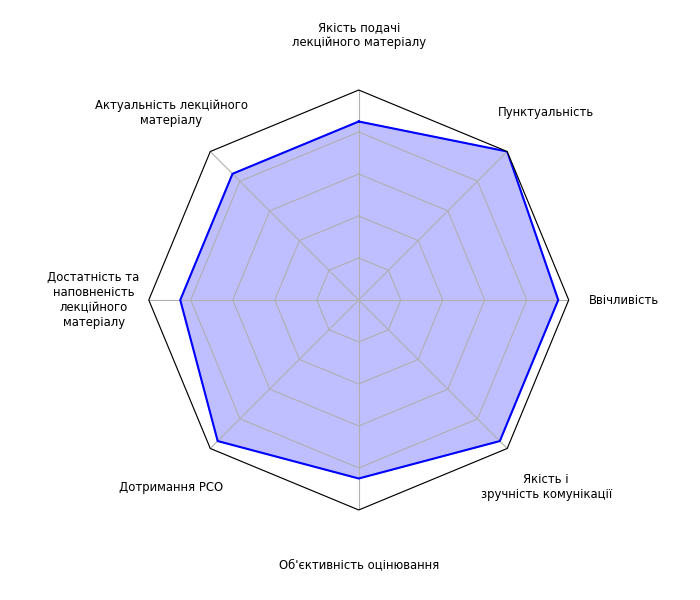 Якість подачі
лекційного матеріалу
Актуальність лекційного
матеріалу
Пунктуальність
Достатність та
наповненість
лекційного
матеріалу
Ввічливість
Дотримання РСО
Якість і
зручність комунікації
Об'єктивність оцінювання